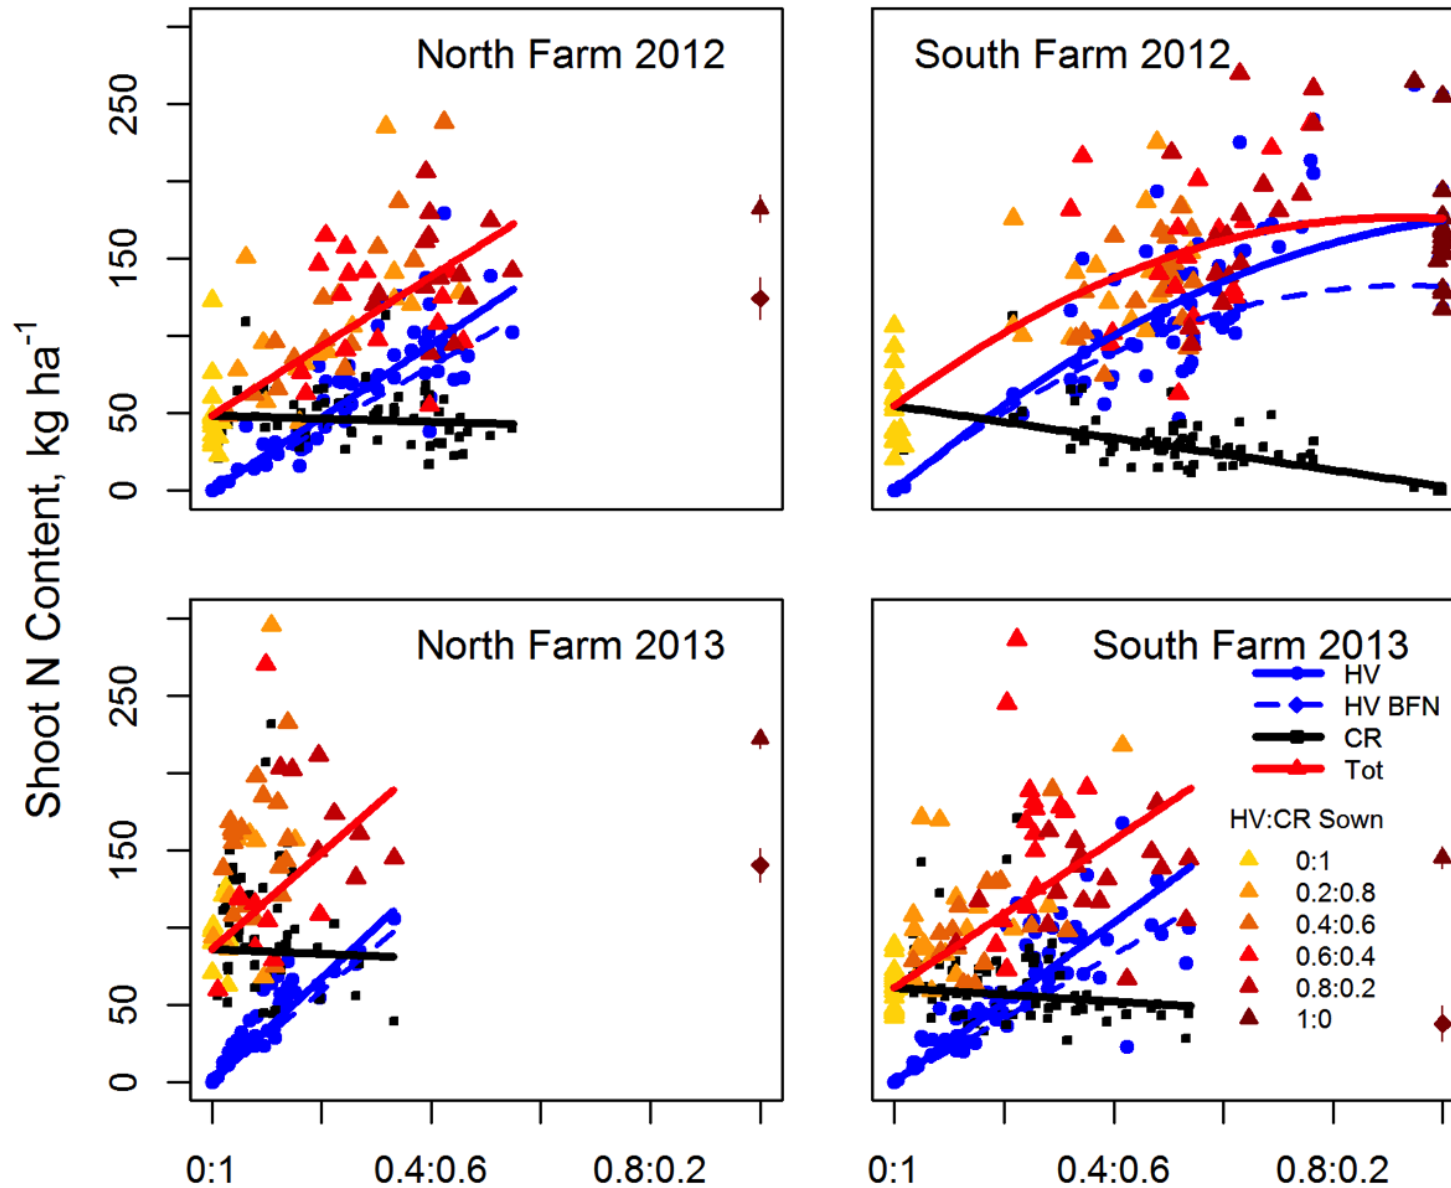 Shoot N Content, kg ha⁻¹
North Farm 2012
0 50 150 250
South Farm 2012
North Farm 2013
0 50 150 250
South Farm 2013
HV
HV BFN
CR
Tot
HV:CR Sown
0:1
0.2:0.8
0.4:0.6
0.6:0.4
0.8:0.2
1:0
0:1 0.4:0.6 0.8:0.2
0:1 0.4:0.6 0.8:0.2